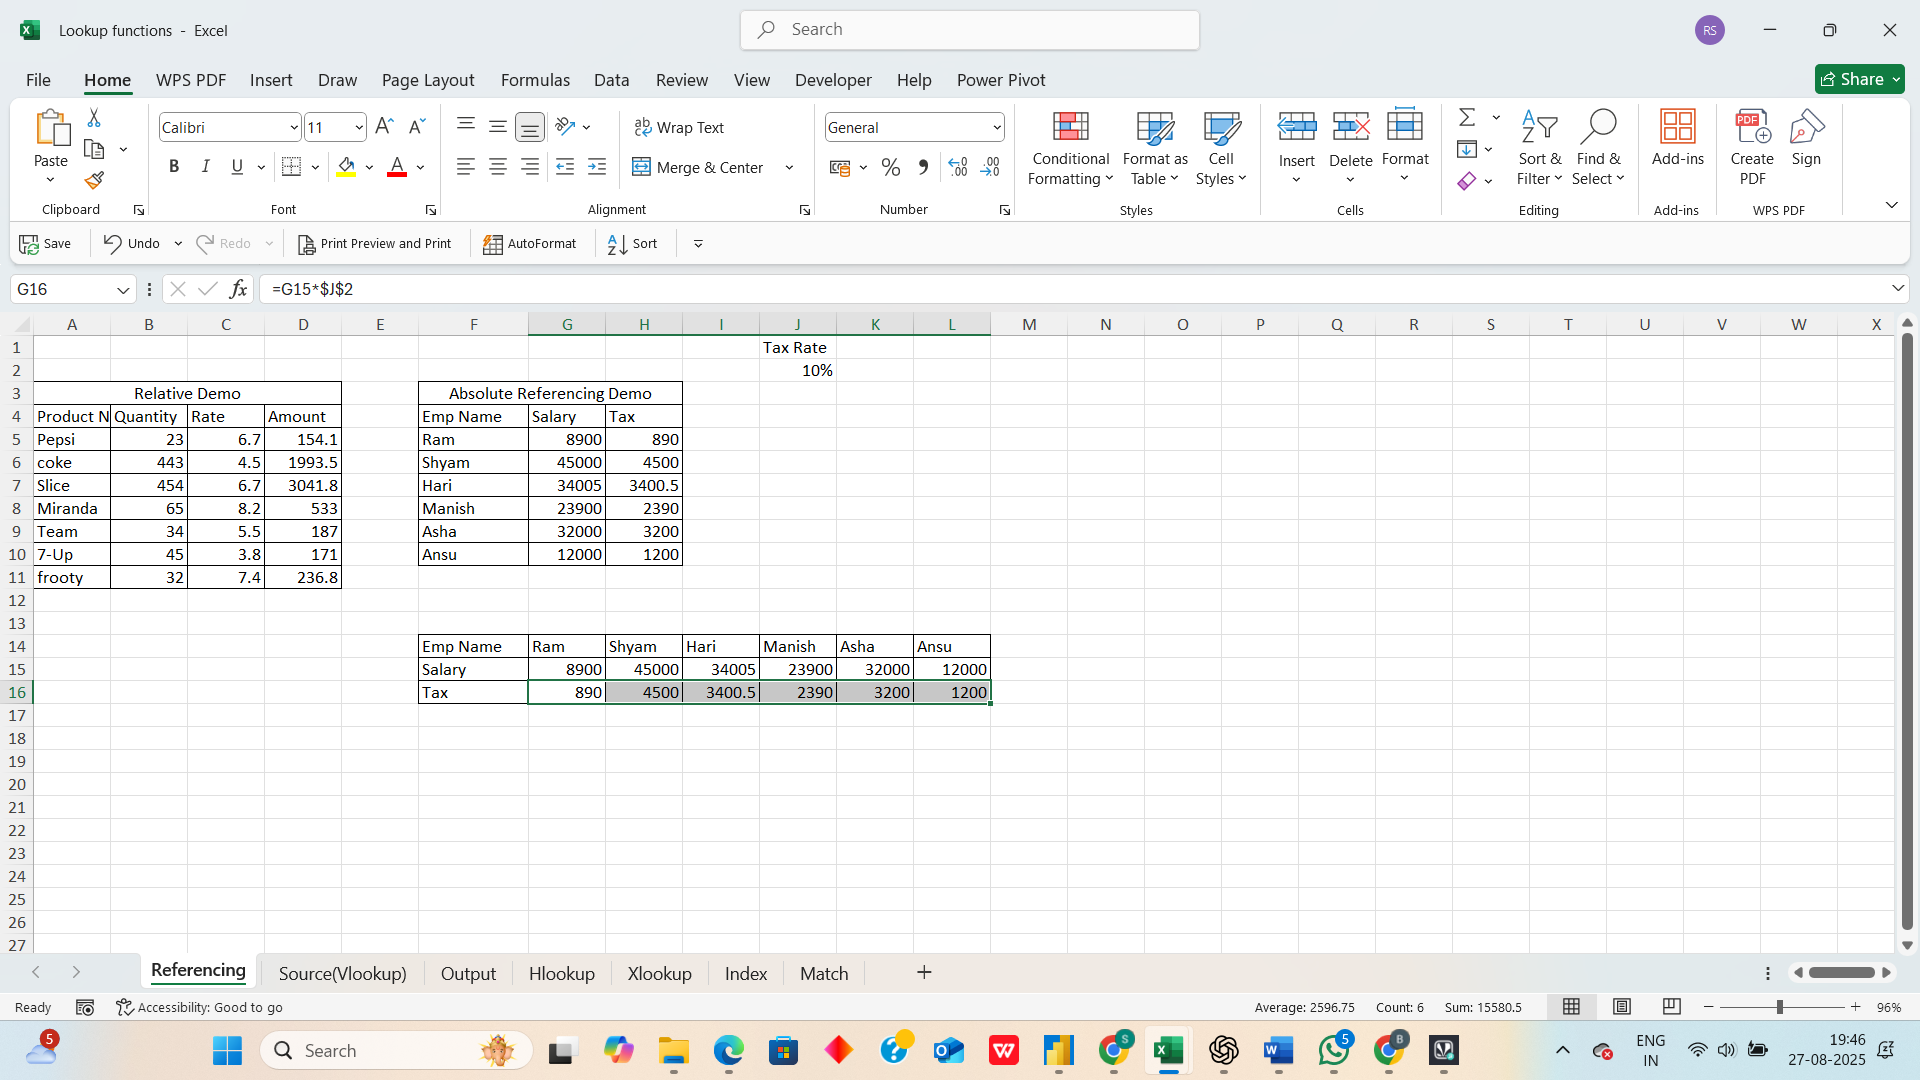 Lookup functions - Excel
Search
RS
File Home WPS PDF Insert Draw Page Layout Formulas Data Review View Developer Help Power Pivot
Share
Paste
Clipboard
Calibri 11
B I U
Font
Wrap Text
Merge & Center
Alignment
General
Number
Conditional Formatting
Format as Table
Cell Styles
Styles
Insert Delete Format
Cells
Sort & Filter
Find & Select
Editing
Add-ins
Add-ins
Create PDF
Sign
WPS PDF
Save Undo Redo Print Preview and Print AutoFormat Sort
G16 fx =G15*$J$2
A B C D E F G H I J K L M N O P Q R S T U V W X
1 Tax Rate
2 10%
3 Relative Demo Absolute Referencing Demo
4 Product N Quantity Rate Amount Emp Name Salary Tax
5 Pepsi 23 6.7 154.1 Ram 8900 890
6 coke 443 4.5 1993.5 Shyam 45000 4500
7 Slice 454 6.7 3041.8 Hari 34005 3400.5
8 Miranda 65 8.2 533 Manish 23900 2390
9 Team 34 5.5 187 Asha 32000 3200
10 7-Up 45 3.8 171 Ansu 12000 1200
11 frooty 32 7.4 236.8
12
13
14 Emp Name Ram Shyam Hari Manish Asha Ansu
15 Salary 8900 45000 34005 23900 32000 12000
16 Tax 890 4500 3400.5 2390 3200 1200
17
18
19
20
21
22
23
24
25
26
27
Referencing Source(Vlookup) Output Hlookup Xlookup Index Match
Ready Accessibility: Good to go Average: 2596.75 Count: 6 Sum: 15580.5 96%
5
Search
S
5
B
ENG
IN
19:46
27-08-2025